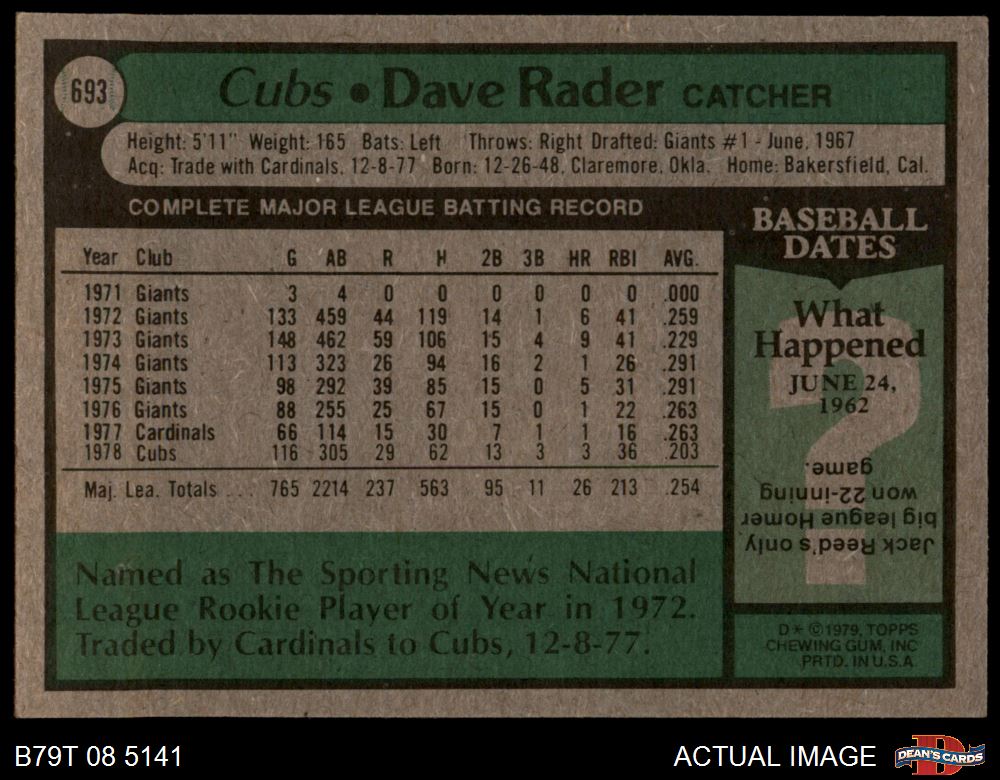 693
Cubs • Dave Rader CATCHER
Height: 5'11" Weight: 165 Bats: Left Throws: Right Drafted: Giants #1 - June, 1967
Acq: Trade with Cardinals, 12-8-77 Born: 12-26-48, Claremore, Okla. Home: Bakersfield, Cal.
COMPLETE MAJOR LEAGUE BATTING RECORD
Year Club G AB R H 2B 3B HR RBI AVG.
1971 Giants 3 4 0 0 0 0 0 0 .000
1972 Giants 133 459 44 119 14 1 6 41 .259
1973 Giants 148 462 59 106 15 4 9 41 .229
1974 Giants 113 323 26 94 16 2 1 26 .291
1975 Giants 98 292 39 85 15 0 5 31 .291
1976 Giants 88 255 25 67 15 0 1 22 .263
1977 Cardinals 66 114 15 30 7 1 1 16 .263
1978 Cubs 116 305 29 62 13 3 3 36 .203
Maj. Lea. Totals ... 765 2214 237 563 95 11 26 213 .254
Named as The Sporting News National
League Rookie Player of Year in 1972.
Traded by Cardinals to Cubs, 12-8-77.
BASEBALL
DATES
What
Happened
JUNE 24,
1962
?
Jack Reed's only
big league Homer
won 22-inning
game.
D* ©1979, TOPPS
CHEWING GUM, INC
PRTD. IN U.S.A.
B79T 08 5141
ACTUAL IMAGE
D
DEAN'S CARDS